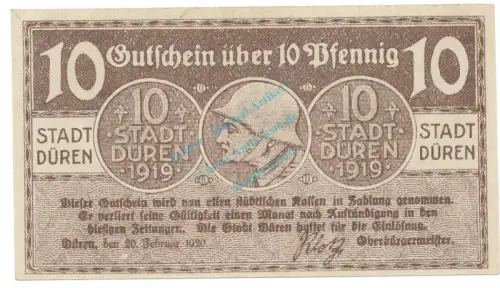 10 Gutschein über 10 Pfennig 10
STADT DÜREN
10 STADT DÜREN 1919
10 STADT DÜREN 1919
STADT DÜREN
Dieser Gutschein wird von allen städtischen Kassen in Zahlung genommen.
Er verliert seine Gültigkeit einen Monat nach Aufkündigung in den
hiesigen Zeitungen. Die Stadt Düren haftet für die Einlösung.
Düren, den 20. Februar 1920. Oberbürgermeister.